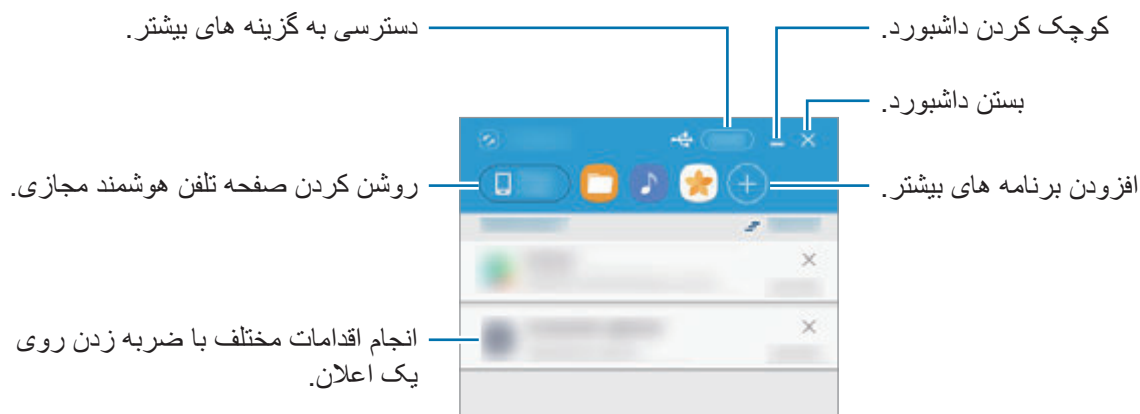 کوچک کردن داشبورد.
دسترسی به گزینه های بیشتر.
بستن داشبورد.
افزودن برنامه های بیشتر.
روشن کردن صفحه تلفن هوشمند مجازی.
انجام اقدامات مختلف با ضربه زدن روی
یک اعلان.